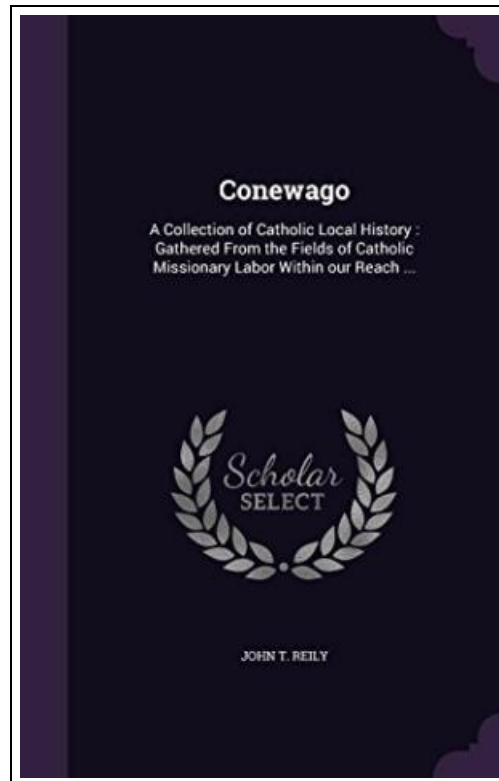 Conewago
A Collection of Catholic Local History :
Gathered From the Fields of Catholic
Missionary Labor Within our Reach ...
Scholar
SELECT
JOHN T. REILY